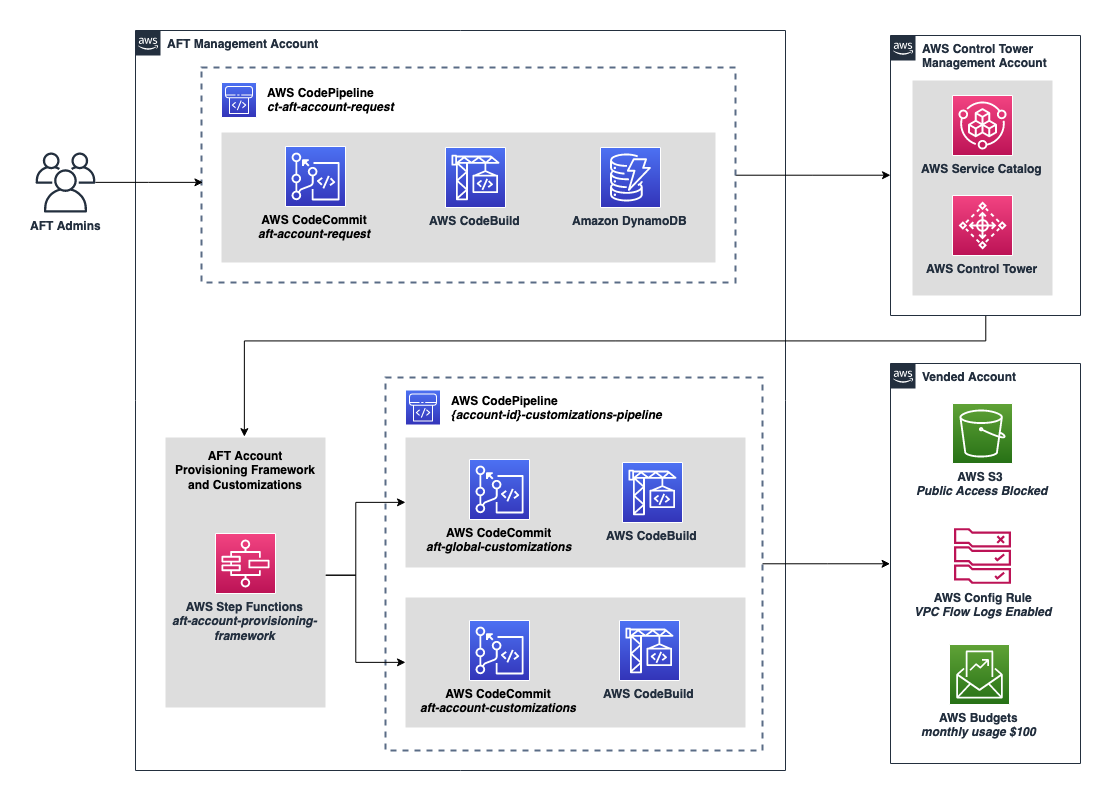 aws
AFT Management Account
AWS CodePipeline
ct-aft-account-request
AWS CodeCommit
aft-account-request
AWS CodeBuild
Amazon DynamoDB
AFT Admins
aws
AWS Control Tower
Management Account
AWS Service Catalog
AWS Control Tower
AFT Account
Provisioning Framework
and Customizations
AWS Step Functions
aft-account-provisioning-
framework
AWS CodePipeline
{account-id}-customizations-pipeline
AWS CodeCommit
aft-global-customizations
AWS CodeBuild
AWS CodeCommit
aft-account-customizations
AWS CodeBuild
aws
Vended Account
AWS S3
Public Access Blocked
AWS Config Rule
VPC Flow Logs Enabled
AWS Budgets
monthly usage $100